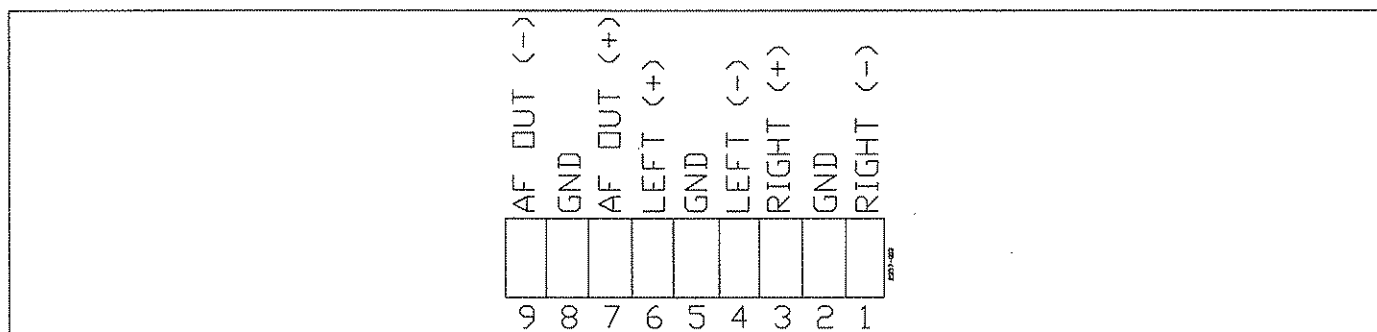 AF OUT (-)
GND
AF OUT (+)
LEFT (+)
GND
LEFT (-)
RIGHT (+)
GND
RIGHT (-)
9 8 7 6 5 4 3 2 1